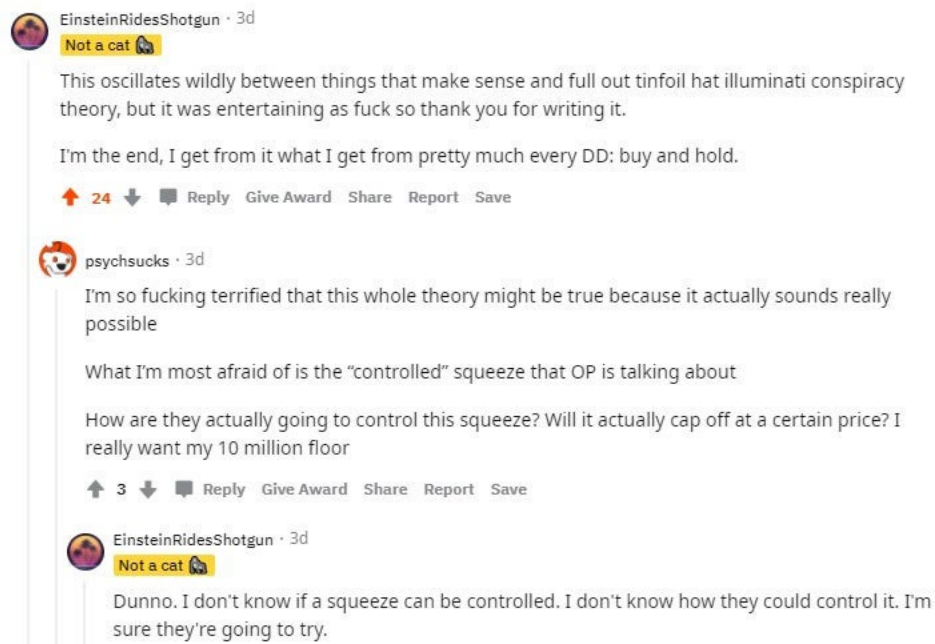 EinsteinRidesShotgun · 3d
Not a cat 🦍
This oscillates wildly between things that make sense and full out tinfoil hat illuminati conspiracy
theory, but it was entertaining as fuck so thank you for writing it.
I'm the end, I get from it what I get from pretty much every DD: buy and hold.
24 Reply Give Award Share Report Save
psychsucks · 3d
I'm so fucking terrified that this whole theory might be true because it actually sounds really
possible
What I'm most afraid of is the “controlled” squeeze that OP is talking about
How are they actually going to control this squeeze? Will it actually cap off at a certain price? I
really want my 10 million floor
3 Reply Give Award Share Report Save
EinsteinRidesShotgun · 3d
Not a cat 🦍
Dunno. I don't know if a squeeze can be controlled. I don't know how they could control it. I'm
sure they're going to try.